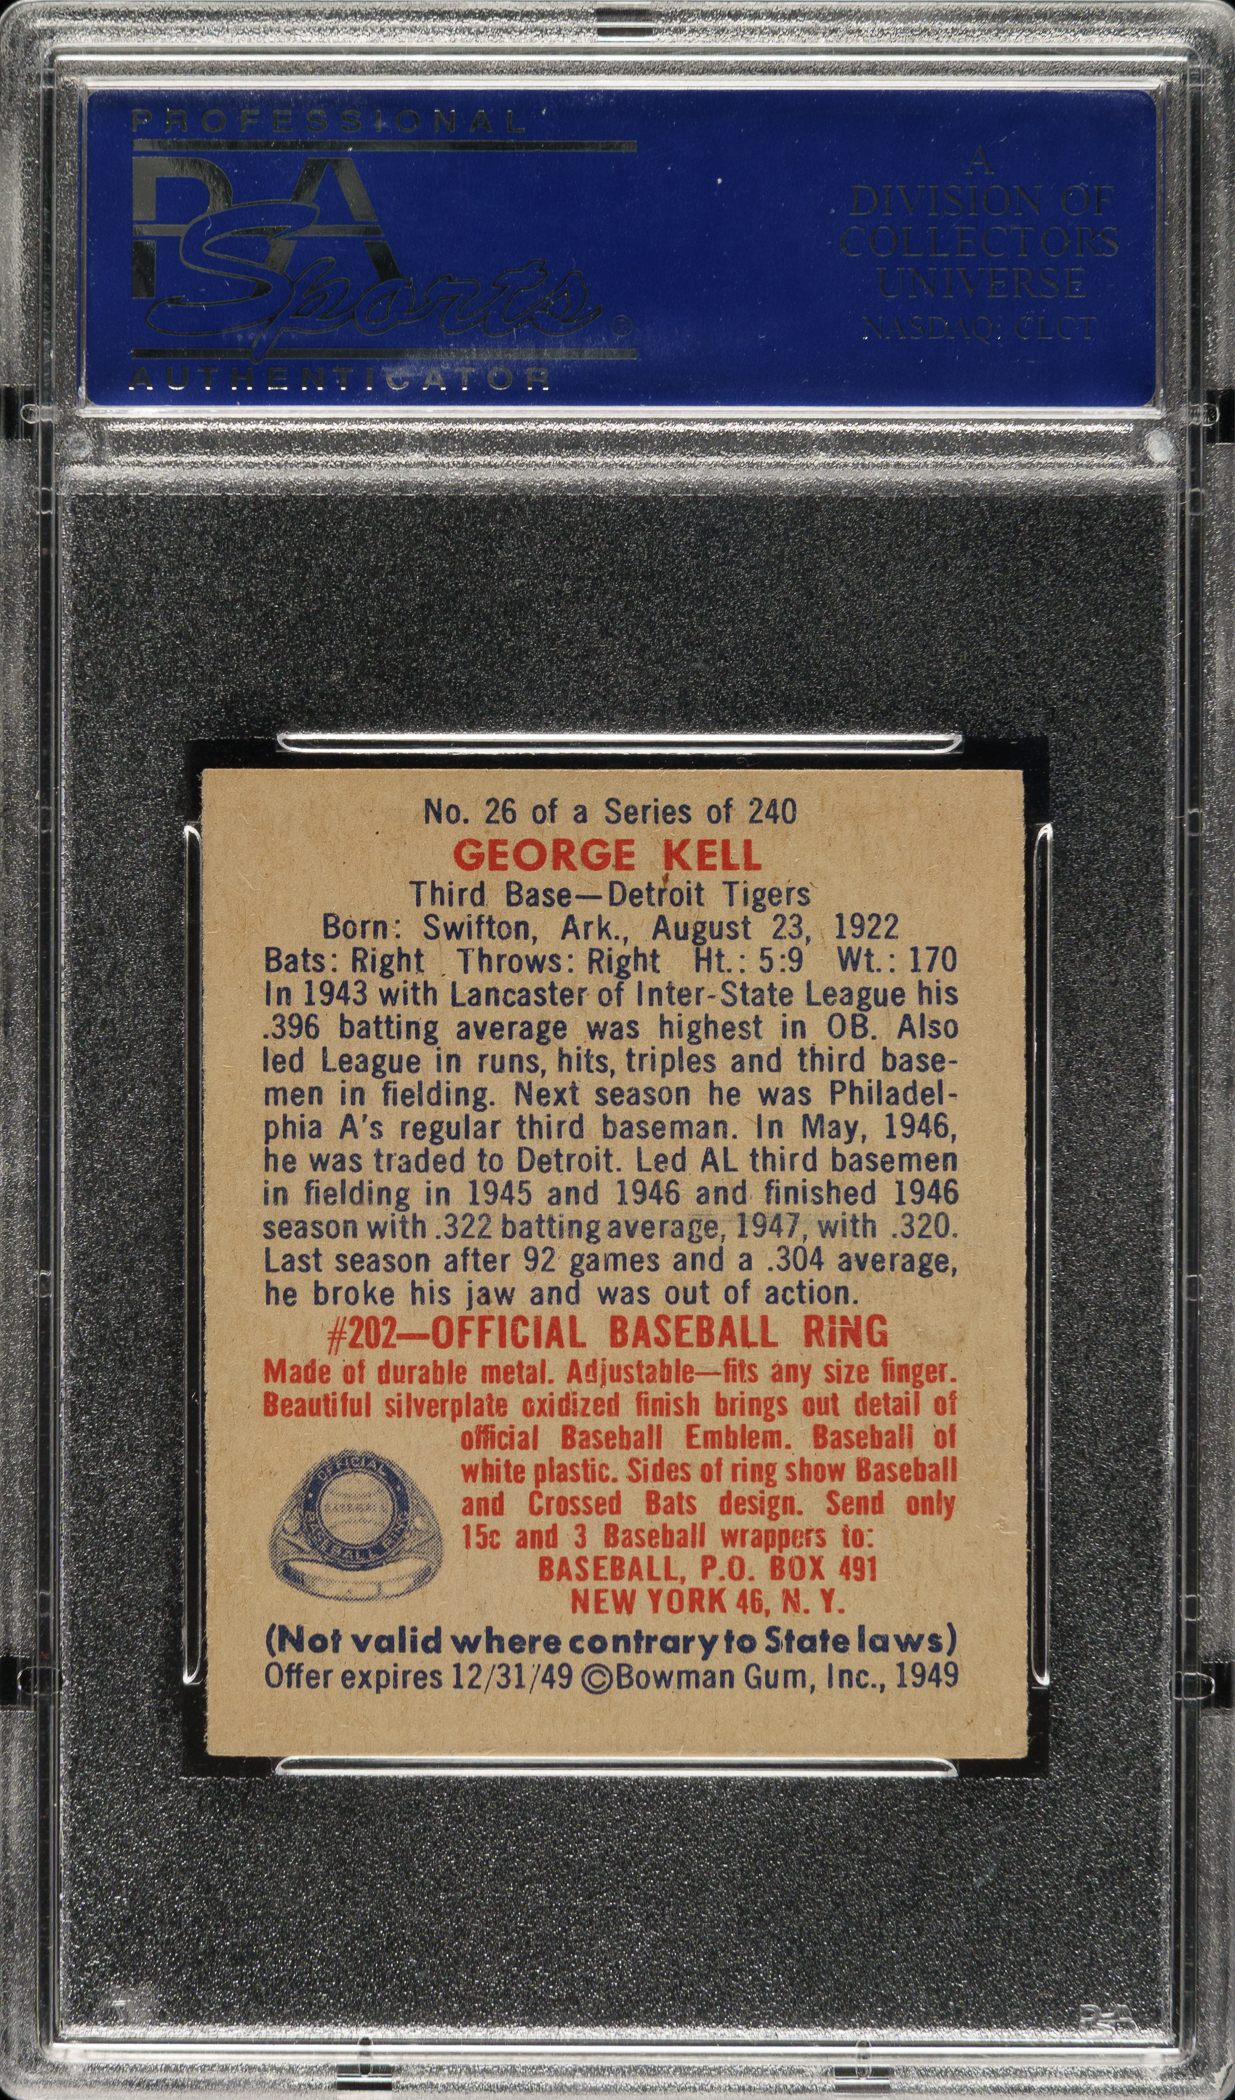 PROFESSIONAL
PSA
Sports®
AUTHENTICATOR
A
DIVISION OF
COLLECTORS
UNIVERSE
NASDAQ: CLCT
No. 26 of a Series of 240
GEORGE KELL
Third Base—Detroit Tigers
Born: Swifton, Ark., August 23, 1922
Bats: Right Throws: Right Ht.: 5:9 Wt.: 170
In 1943 with Lancaster of Inter-State League his
.396 batting average was highest in OB. Also
led League in runs, hits, triples and third base-
men in fielding. Next season he was Philadel-
phia A's regular third baseman. In May, 1946,
he was traded to Detroit. Led AL third basemen
in fielding in 1945 and 1946 and finished 1946
season with .322 batting average, 1947, with .320.
Last season after 92 games and a .304 average,
he broke his jaw and was out of action.
#202—OFFICIAL BASEBALL RING
Made of durable metal. Adjustable—fits any size finger.
Beautiful silverplate oxidized finish brings out detail of
official Baseball Emblem. Baseball of
white plastic. Sides of ring show Baseball
and Crossed Bats design. Send only
15c and 3 Baseball wrappers to:
BASEBALL, P.O. BOX 491
NEW YORK 46, N. Y.
OFFICIAL
BASEBALL RING
(Not valid where contrary to State laws)
Offer expires 12/31/49 ©Bowman Gum, Inc., 1949
PSA